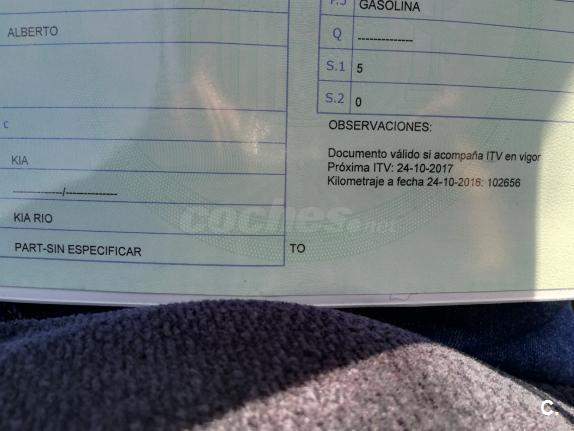 ALBERTO
C
KIA
--------------/--------------
KIA RIO
PART-SIN ESPECIFICAR
TO
P.3 GASOLINA
Q --------------
S.1 5
S.2 0
OBSERVACIONES:
Documento válido si acompaña ITV en vigor
Próxima ITV: 24-10-2017
Kilometraje a fecha 24-10-2016: 102656
coches.net
c.